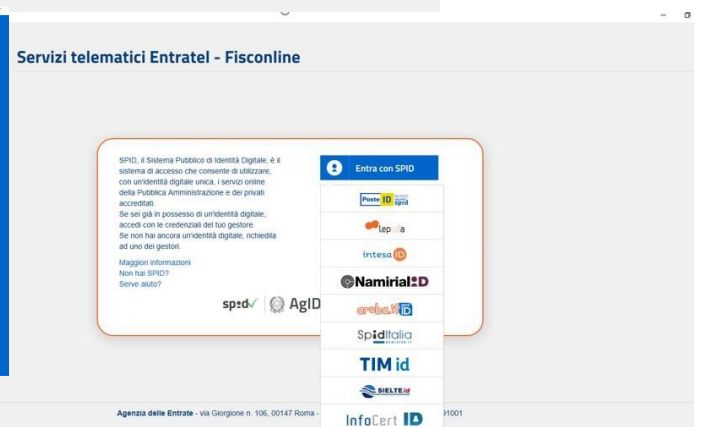 Servizi telematici Entratel - Fisconline
SPID, il Sistema Pubblico di Identità Digitale, è il
sistema di accesso che consente di utilizzare,
con un'identità digitale unica, i servizi online
della Pubblica Amministrazione e dei privati
accreditati.
Se sei già in possesso di un'identità digitale,
accedi con le credenziali del tuo gestore.
Se non hai ancora un'identità digitale, richiedila
ad uno dei gestori.
Maggiori informazioni
Non hai SPID?
Serve aiuto?
spid
AgID
Entra con SPID
Poste ID
spid
lep
a
intesa ID
Namirial ID
aruba.it ID
SpidItalia
REGISTER.IT
TIM id
SIELTE id
InfoCert ID
Agenzia delle Entrate - via Giorgione n. 106, 00147 Roma -
91001